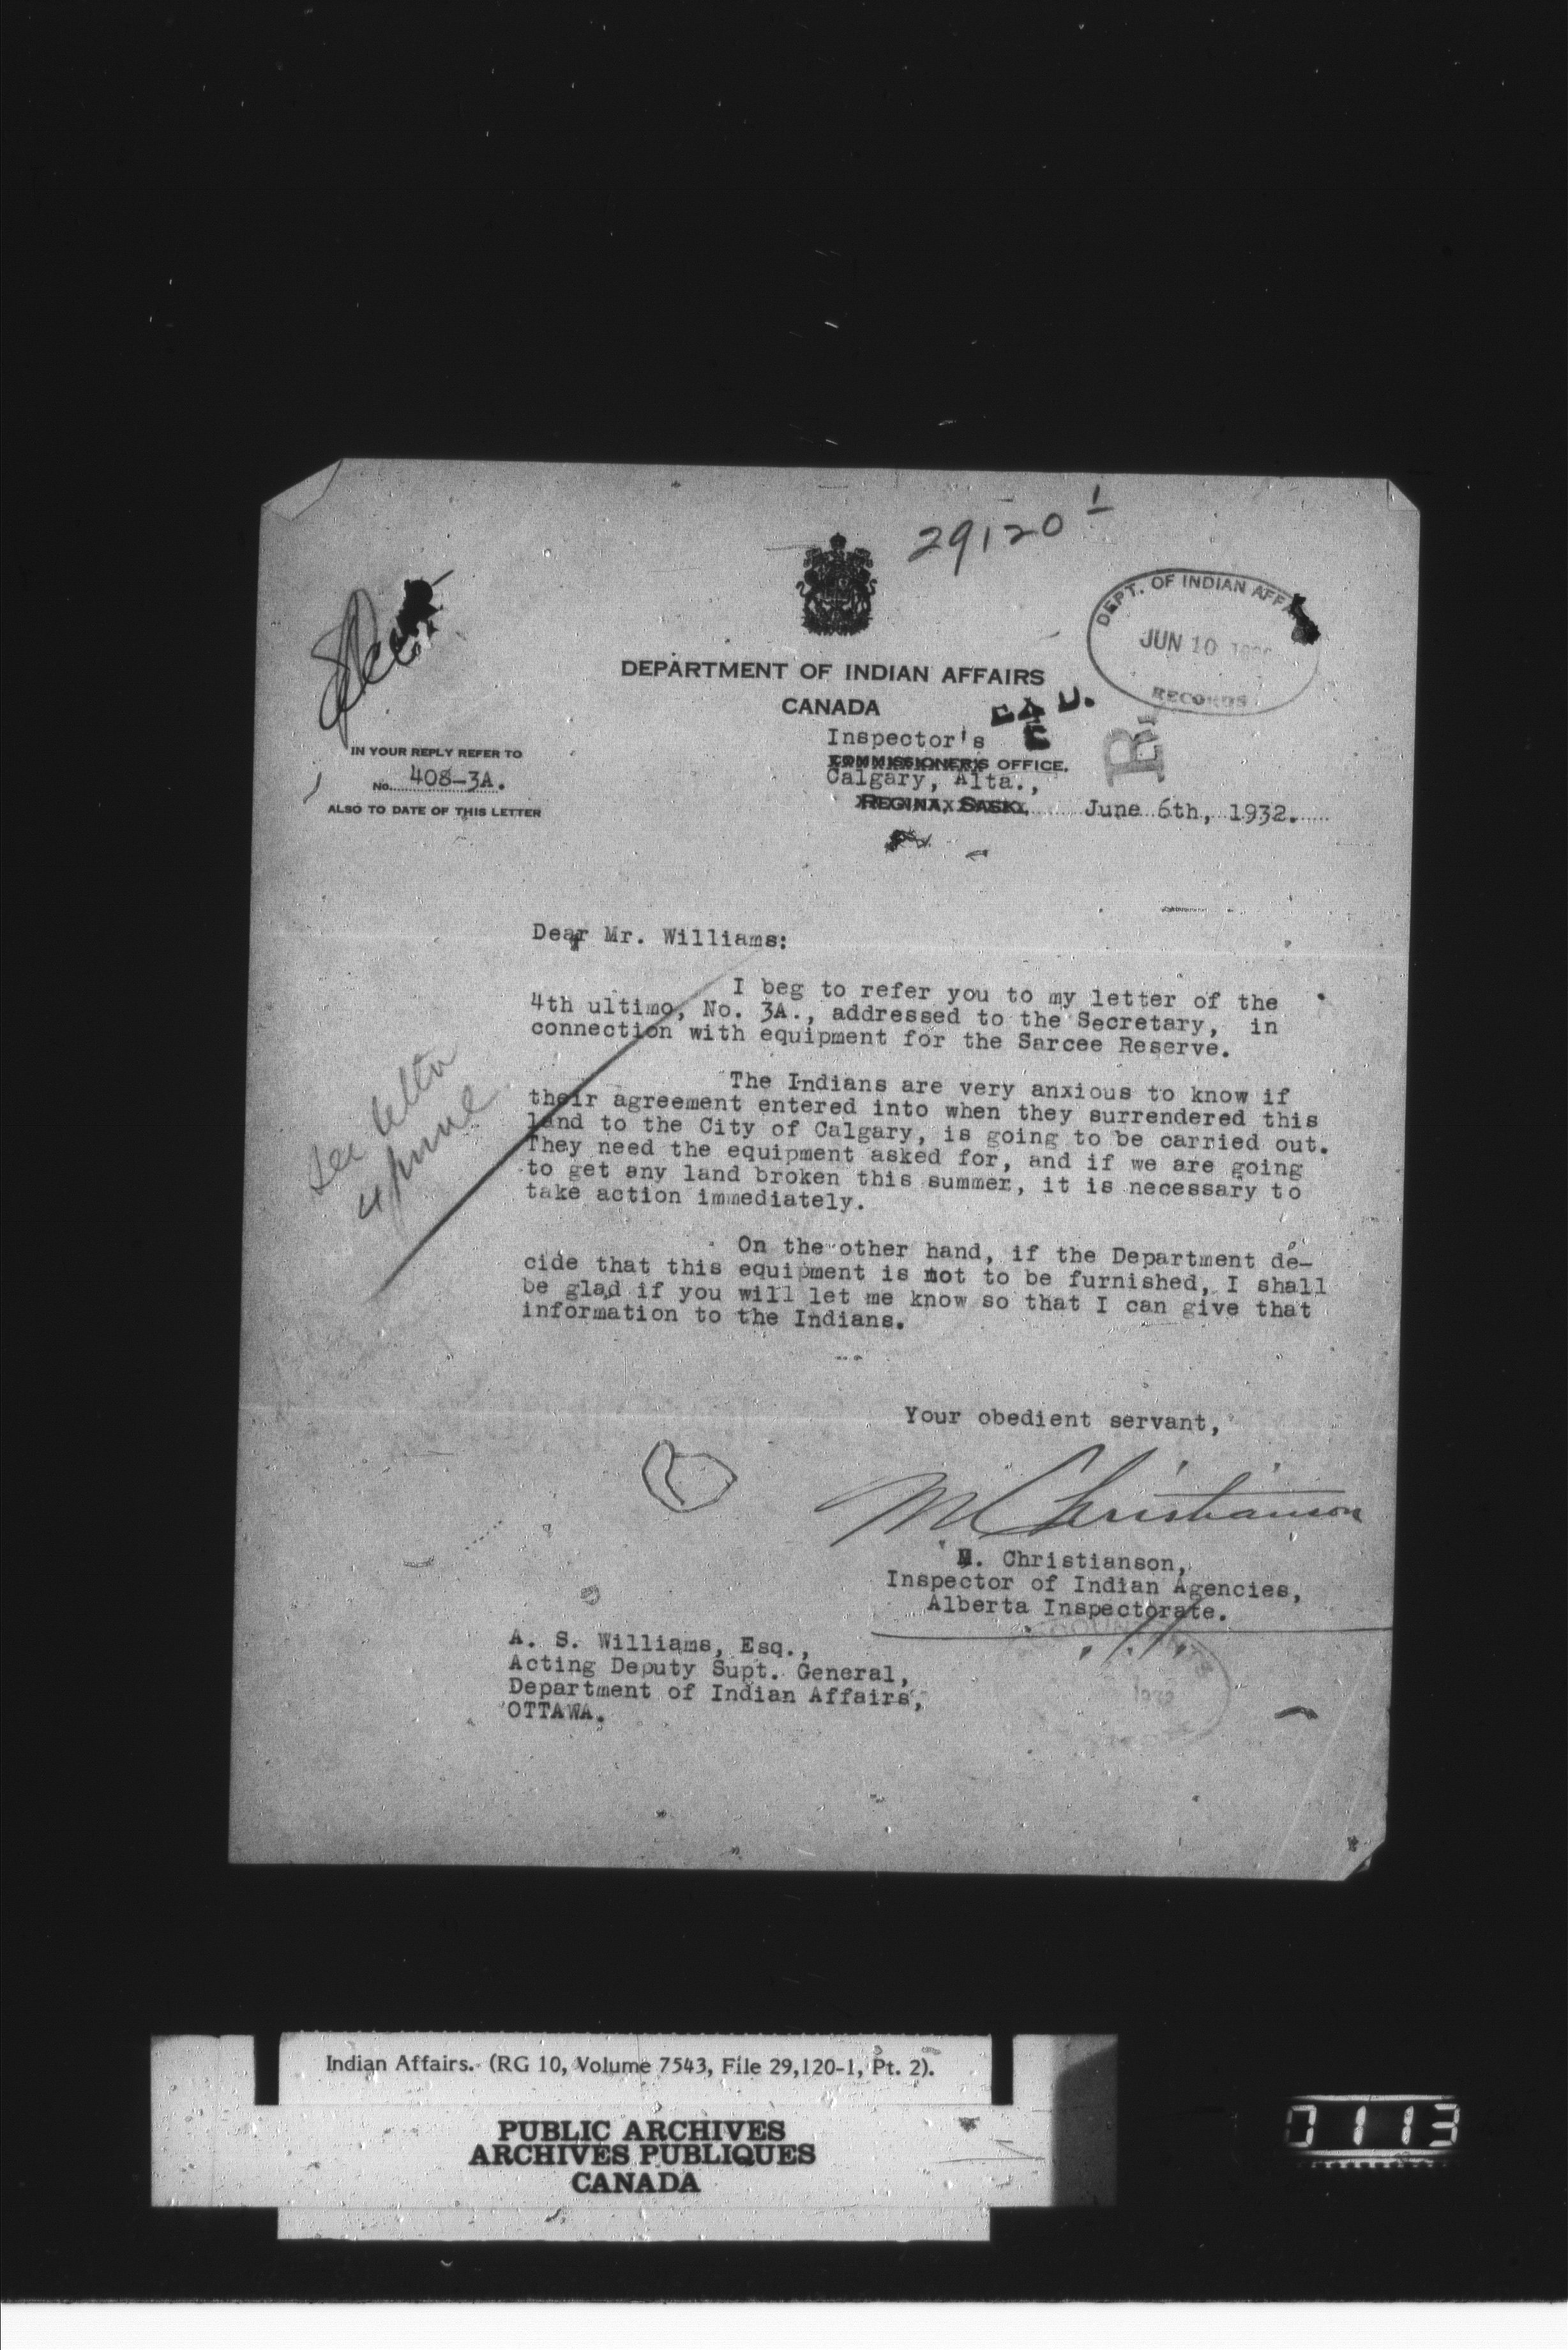 29120 1
DEPT. OF INDIAN AFFA
JUN 10
RECORDS
DEPARTMENT OF INDIAN AFFAIRS
CANADA
Inspector's
COMMISSIONER'S OFFICE.
Calgary, Alta.,
REGINA, SASK. June 6th, 1932.
IN YOUR REPLY REFER TO
No. 408-3A.
ALSO TO DATE OF THIS LETTER
Dear Mr. Williams:
I beg to refer you to my letter of the
4th ultimo, No. 3A., addressed to the Secretary, in
connection with equipment for the Sarcee Reserve.
The Indians are very anxious to know if
their agreement entered into when they surrendered this
land to the City of Calgary, is going to be carried out.
They need the equipment asked for, and if we are going
to get any land broken this summer, it is necessary to
take action immediately.
See letter
4 June
On the other hand, if the Department de-
cide that this equipment is not to be furnished, I shall
be glad if you will let me know so that I can give that
information to the Indians.
Your obedient servant,
M Christianson
M. Christianson,
Inspector of Indian Agencies,
Alberta Inspectorate.
A. S. Williams, Esq.,
Acting Deputy Supt. General,
Department of Indian Affairs,
OTTAWA.
1932
Indian Affairs. (RG 10, Volume 7543, File 29,120-1, Pt. 2).
PUBLIC ARCHIVES
ARCHIVES PUBLIQUES
CANADA
0113